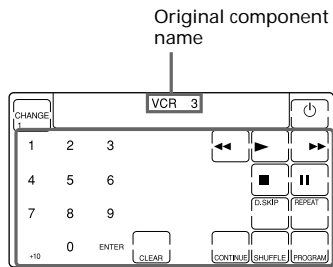 Original component
name
VCR 3
CHANGE
1
1 2 3
4 5 6
D.SKIP REPEAT
7 8 9
+10 0 ENTER CLEAR CONTINUE SHUFFLE PROGRAM